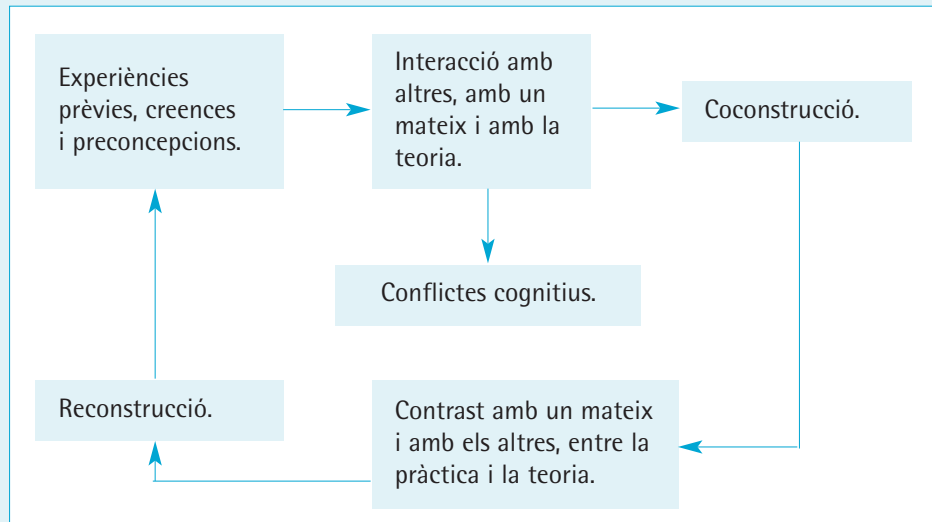 Experiències
prèvies, creences
i preconcepcions.
Interacció amb
altres, amb un
mateix i amb la
teoria.
Coconstrucció.
Conflictes cognitius.
Reconstrucció.
Contrast amb un mateix
i amb els altres, entre la
pràctica i la teoria.